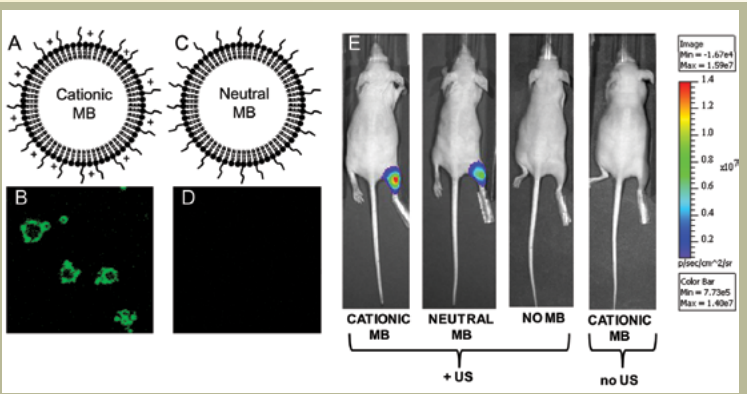 A
+ + + + + + + + + + + +
Cationic
MB
C
Neutral
MB
B
D
E
Image
Min = -1.67e4
Max = 1.59e7
1.4
1.2
1.0
0.8
0.6
0.4
0.2
x10⁷
p/sec/cm^2/sr
Color Bar
Min = 7.73e5
Max = 1.40e7
CATIONIC
MB
NEUTRAL
MB
NO MB
CATIONIC
MB
+ US
no US